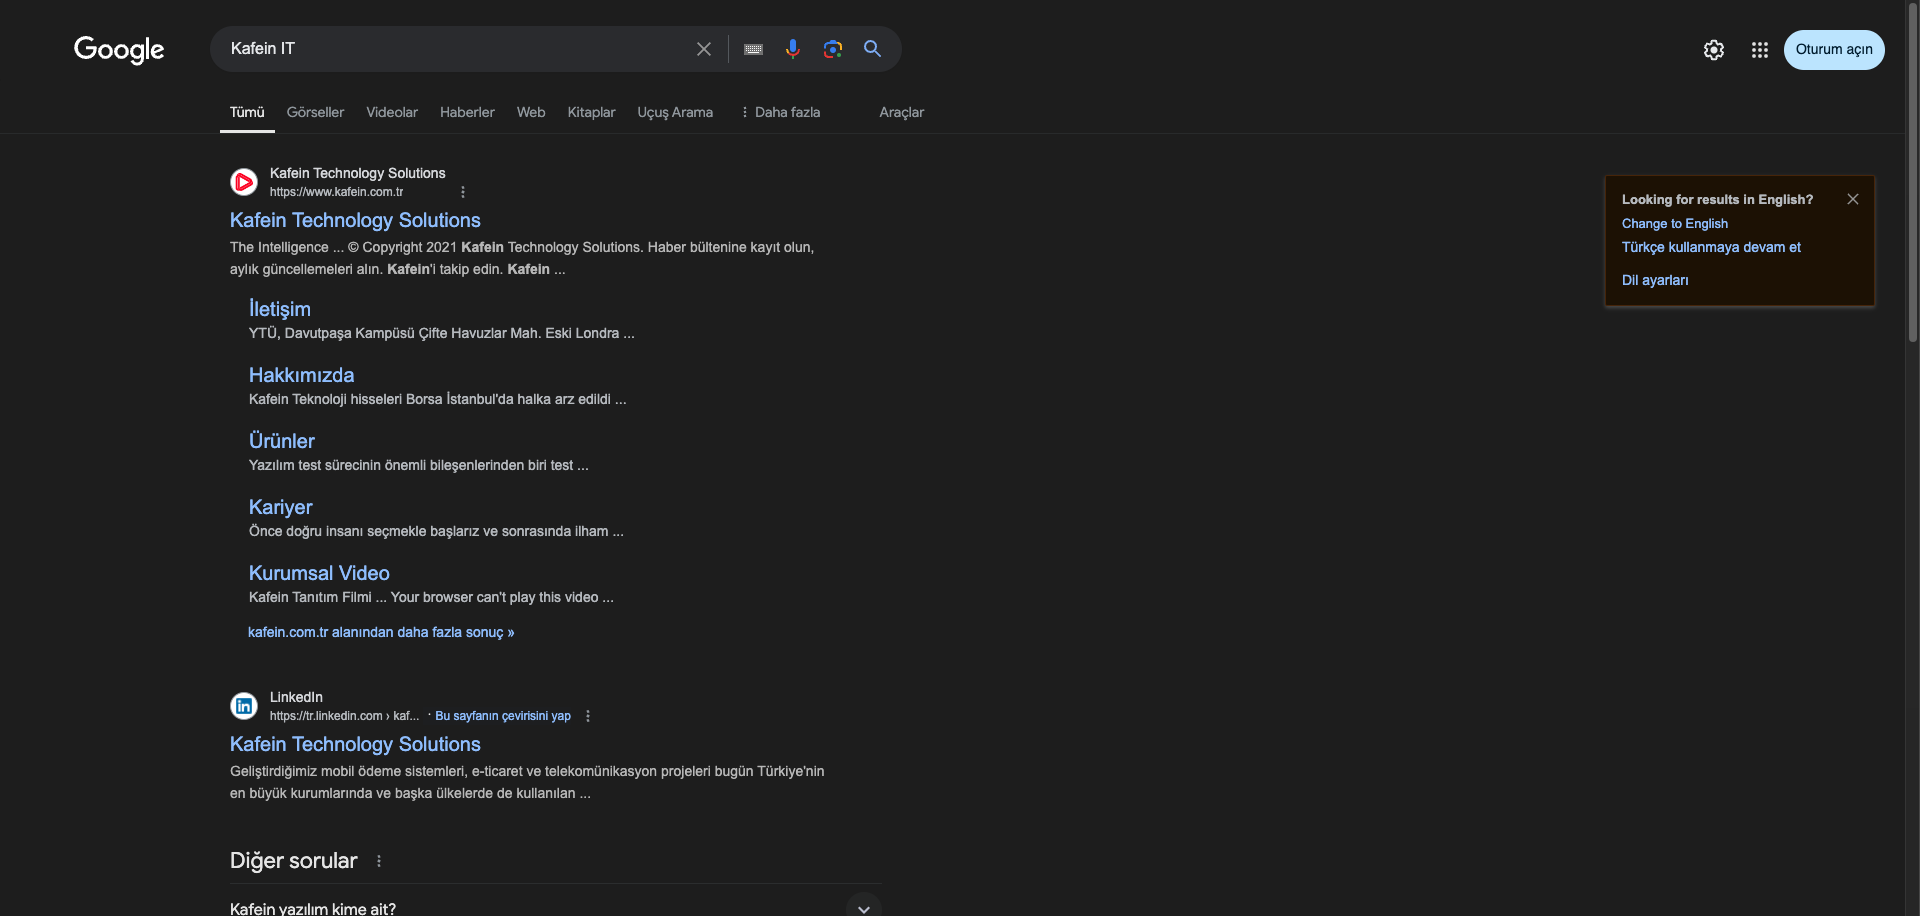 Google
Kafein IT
Oturum açın
Tümü
Görseller
Videolar
Haberler
Web
Kitaplar
Uçuş Arama
Daha fazla
Araçlar
Kafein Technology Solutions
https://www.kafein.com.tr
Kafein Technology Solutions
The Intelligence ... © Copyright 2021 Kafein Technology Solutions. Haber bültenine kayıt olun,
aylık güncellemeleri alın. Kafein'i takip edin. Kafein ...
İletişim
YTÜ, Davutpaşa Kampüsü Çifte Havuzlar Mah. Eski Londra ...
Hakkımızda
Kafein Teknoloji hisseleri Borsa İstanbul'da halka arz edildi ...
Ürünler
Yazılım test sürecinin önemli bileşenlerinden biri test ...
Kariyer
Önce doğru insanı seçmekle başlarız ve sonrasında ilham ...
Kurumsal Video
Kafein Tanıtım Filmi ... Your browser can't play this video ...
kafein.com.tr alanından daha fazla sonuç »
LinkedIn
https://tr.linkedin.com › kaf... · Bu sayfanın çevirisini yap
Kafein Technology Solutions
Geliştirdiğimiz mobil ödeme sistemleri, e-ticaret ve telekomünikasyon projeleri bugün Türkiye'nin
en büyük kurumlarında ve başka ülkelerde de kullanılan ...
Diğer sorular
Kafein yazılım kime ait?
Looking for results in English?
Change to English
Türkçe kullanmaya devam et
Dil ayarları